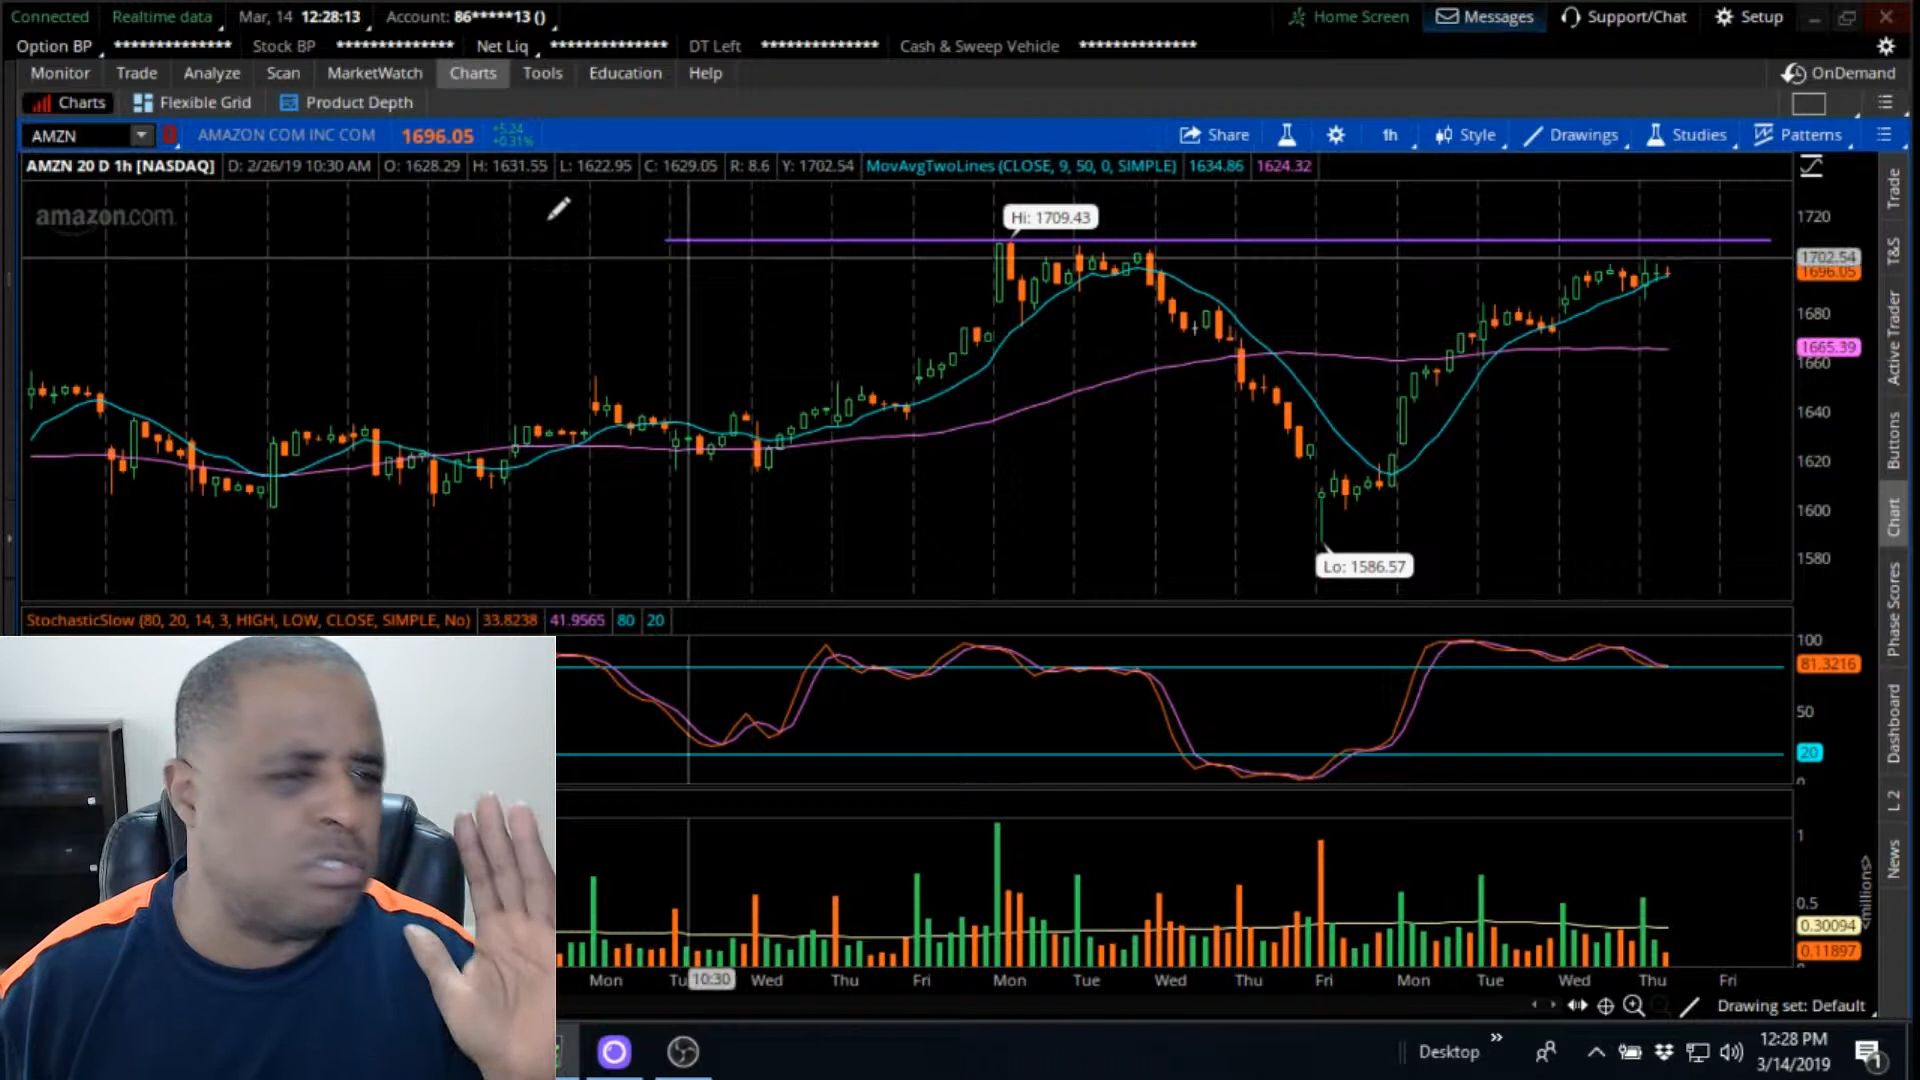 Connected Realtime data Mar, 14 12:28:13 Account: 86*****13 () Home Screen Messages Support/Chat Setup
Option BP ************** Stock BP ************** Net Liq ************** DT Left ************** Cash & Sweep Vehicle **************
Monitor Trade Analyze Scan MarketWatch Charts Tools Education Help OnDemand
Charts Flexible Grid Product Depth
AMZN AMAZON COM INC COM 1696.05 +5.24 +0.31% Share 1h Style Drawings Studies Patterns
AMZN 20 D 1h [NASDAQ] D: 2/26/19 10:30 AM O: 1628.29 H: 1631.55 L: 1622.95 C: 1629.05 R: 8.6 Y: 1702.54 MovAvgTwoLines (CLOSE, 9, 50, 0, SIMPLE) 1634.86 1624.32
amazon.com
Hi: 1709.43
1720
1702.54
1696.05
1680
1665.39
1660
1640
1620
1600
1580
Lo: 1586.57
StochasticSlow (80, 20, 14, 3, HIGH, LOW, CLOSE, SIMPLE, No) 33.8238 41.9565 80 20
100
81.3216
50
20
0
1
0.5
0.30094
0.11897
<millions>
Mon Tu 10:30 Wed Thu Fri Mon Tue Wed Thu Fri Mon Tue Wed Thu Fri
Drawing set: Default
Trade
T&S
Active Trader
Buttons
Chart
Phase Scores
Dashboard
L 2
News
Desktop
12:28 PM
3/14/2019
1